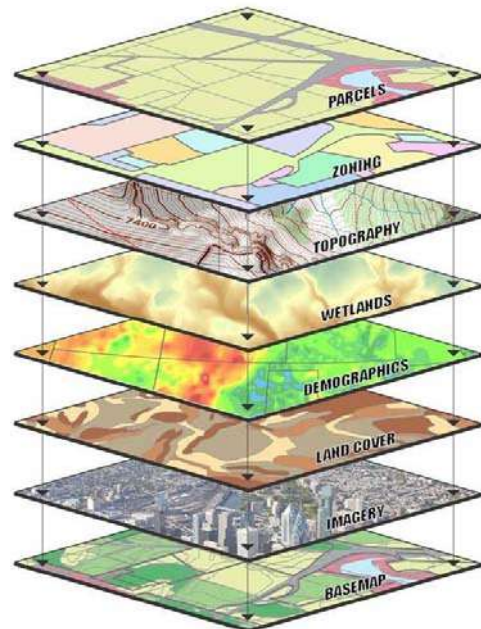 PARCELS
ZONING
7400
TOPOGRAPHY
WETLANDS
DEMOGRAPHICS
LAND COVER
IMAGERY
BASEMAP